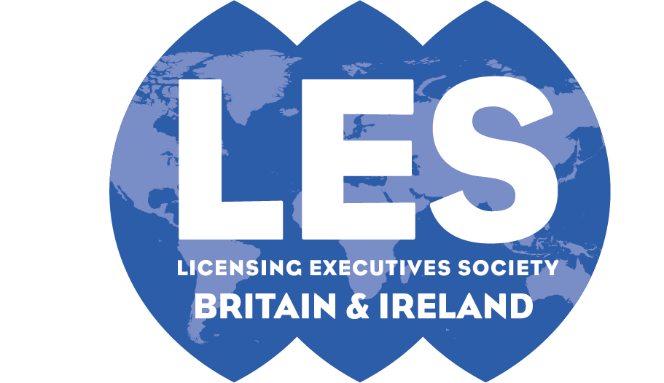 LES
LICENSING EXECUTIVES SOCIETY
BRITAIN & IRELAND